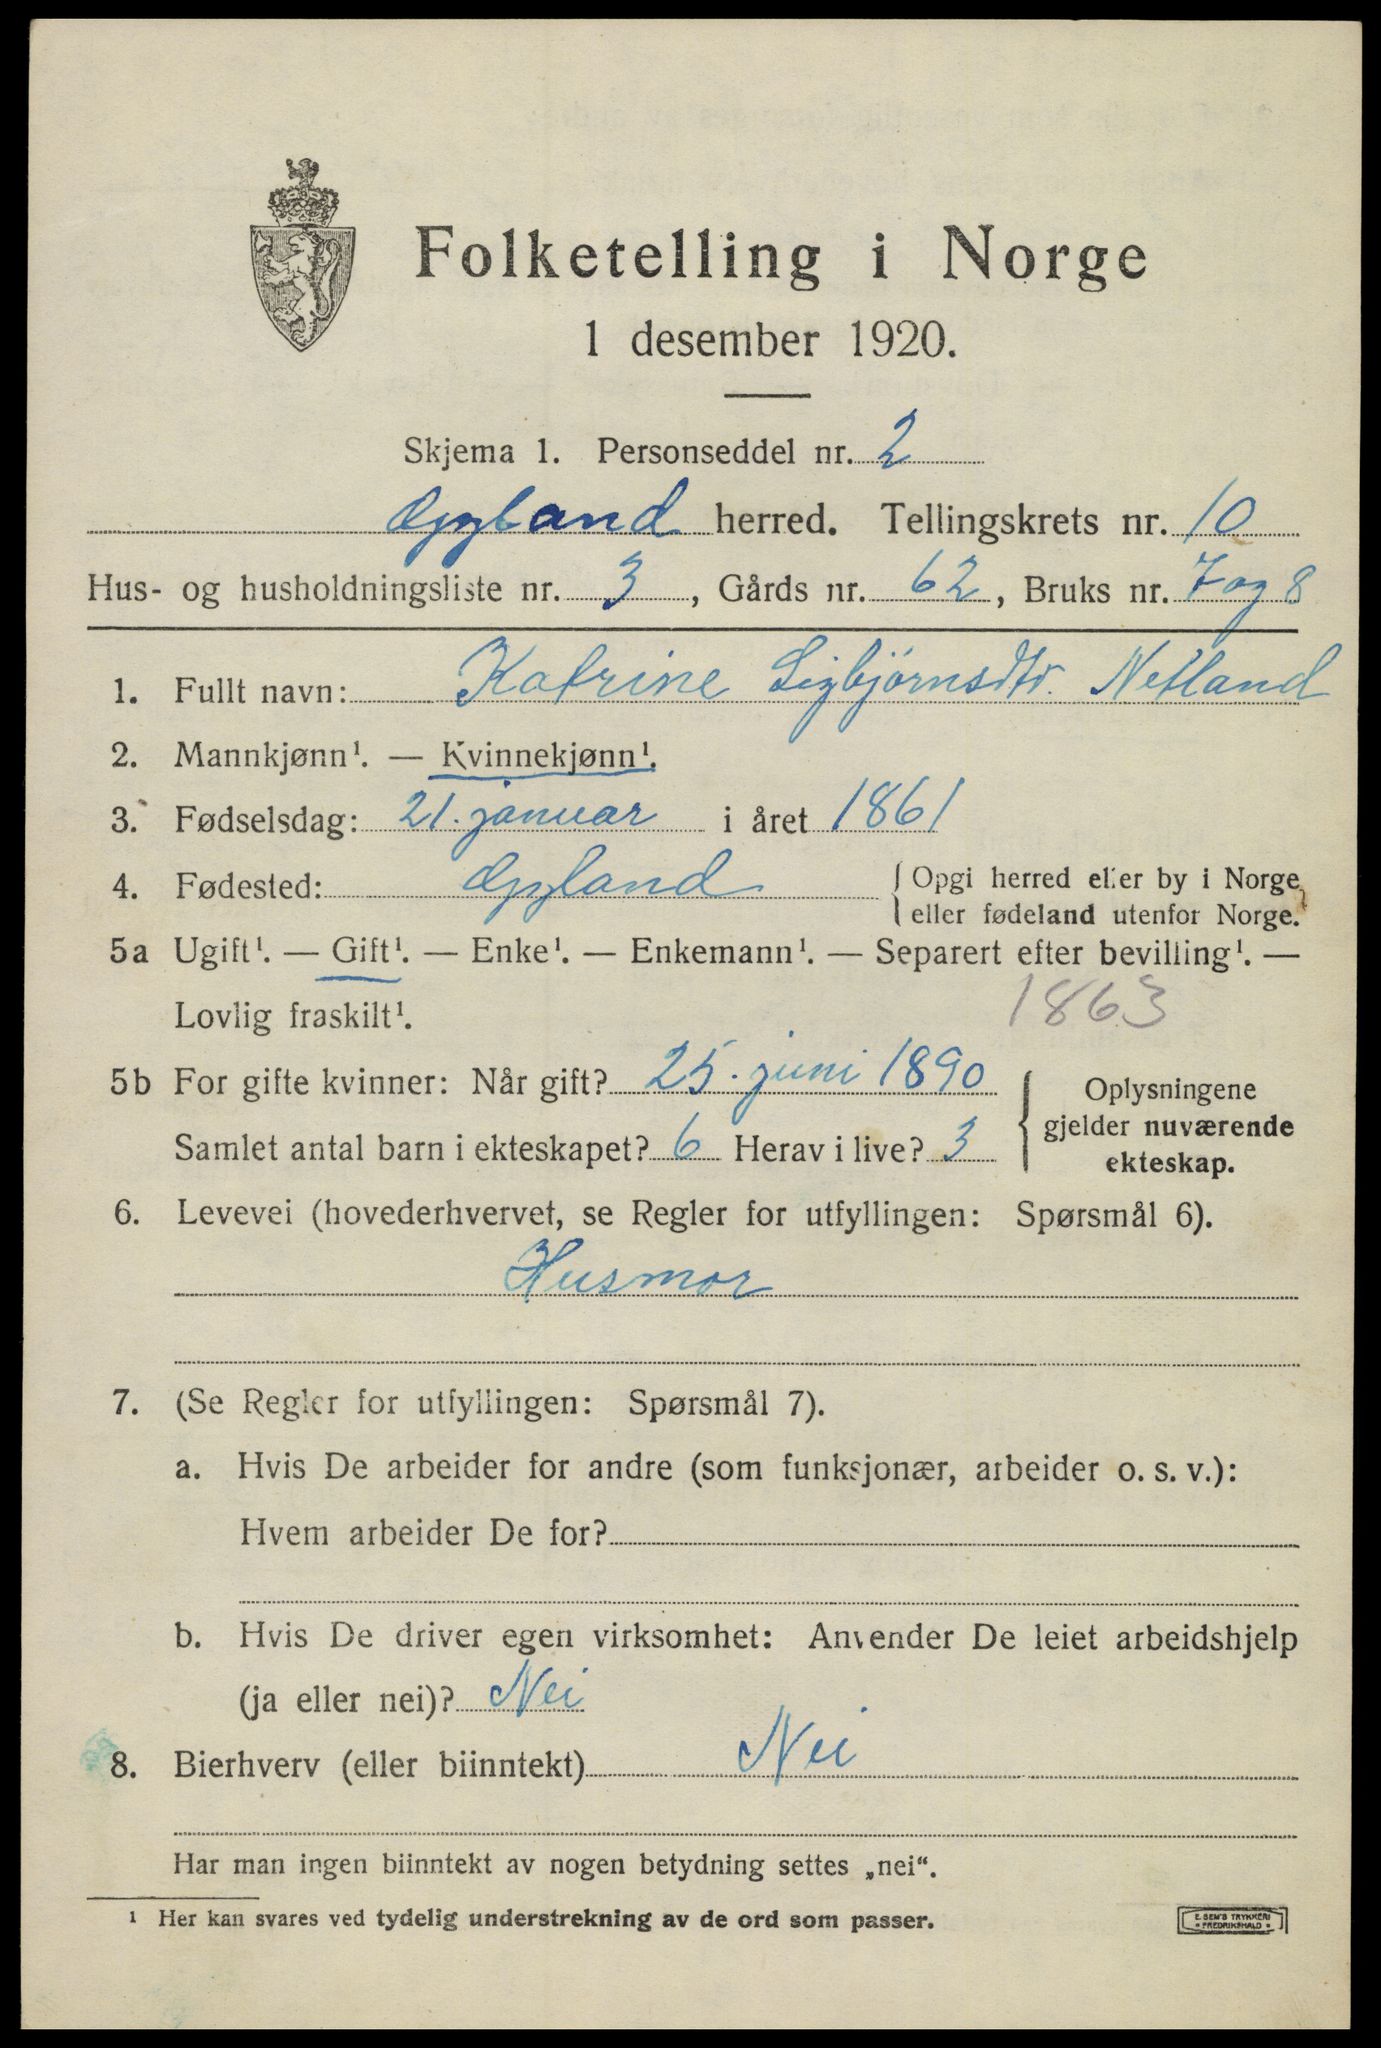 Folketelling i Norge
1 desember 1920.
Skjema 1. Personseddel nr. 2
Gyland herred. Tellingskrets nr. 10
Hus- og husholdningsliste nr. 3, Gårds nr. 62, Bruks nr. 7 og 8
1. Fullt navn: Katrine Sigbjørnsdtr. Netland
2. Mannkjønn¹. — Kvinnekjønn¹.
3. Fødselsdag: 21. januar i året 1861
4. Fødested: Gyland { Opgi herred eller by i Norge
eller fødeland utenfor Norge.
5a Ugift¹. — Gift¹. — Enke¹. — Enkemann¹. — Separert efter bevilling¹. —
Lovlig fraskilt¹. 1863
5b For gifte kvinner: Når gift? 25. juni 1890 { Oplysningene
gjelder nuværende
Samlet antal barn i ekteskapet? 6 Herav i live? 3 ekteskap.
6. Levevei (hovederhvervet, se Regler for utfyllingen: Spørsmål 6).
Husmor
7. (Se Regler for utfyllingen: Spørsmål 7).
a. Hvis De arbeider for andre (som funksjonær, arbeider o. s. v.):
Hvem arbeider De for?
b. Hvis De driver egen virksomhet: Anvender De leiet arbeidshjelp
(ja eller nei)? Nei
8. Bierhverv (eller biinntekt) Nei
Har man ingen biinntekt av nogen betydning settes „nei“.
¹ Her kan svares ved tydelig understrekning av de ord som passer.
E. SEM'S TRYKKERI
FREDRIKSHALD